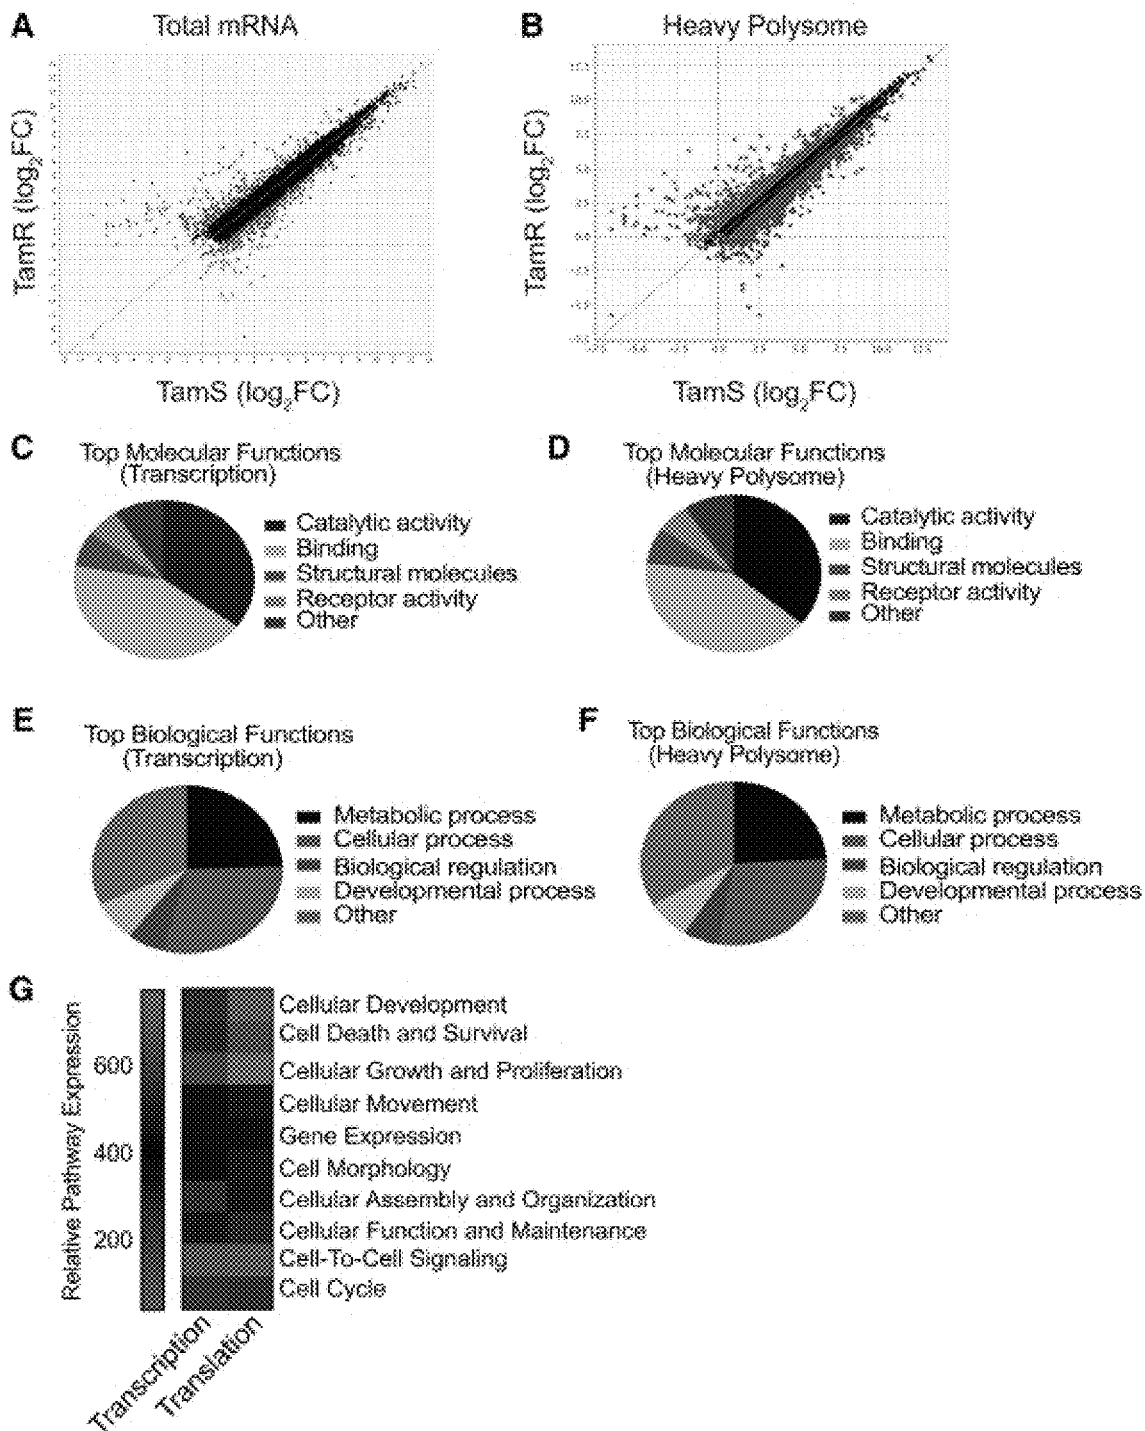 A Total mRNA
TamR (log2FC)
TamS (log2FC)
B Heavy Polysome
TamR (log2FC)
TamS (log2FC)
C Top Molecular Functions
(Transcription)
Catalytic activity
Binding
Structural molecules
Receptor activity
Other
D Top Molecular Functions
(Heavy Polysome)
Catalytic activity
Binding
Structural molecules
Receptor activity
Other
E Top Biological Functions
(Transcription)
Metabolic process
Cellular process
Biological regulation
Developmental process
Other
F Top Biological Functions
(Heavy Polysome)
Metabolic process
Cellular process
Biological regulation
Developmental process
Other
G
Relative Pathway Expression
600
400
200
Cellular Development
Cell Death and Survival
Cellular Growth and Proliferation
Cellular Movement
Gene Expression
Cell Morphology
Cellular Assembly and Organization
Cellular Function and Maintenance
Cell-To-Cell Signaling
Cell Cycle
Transcription
Translation